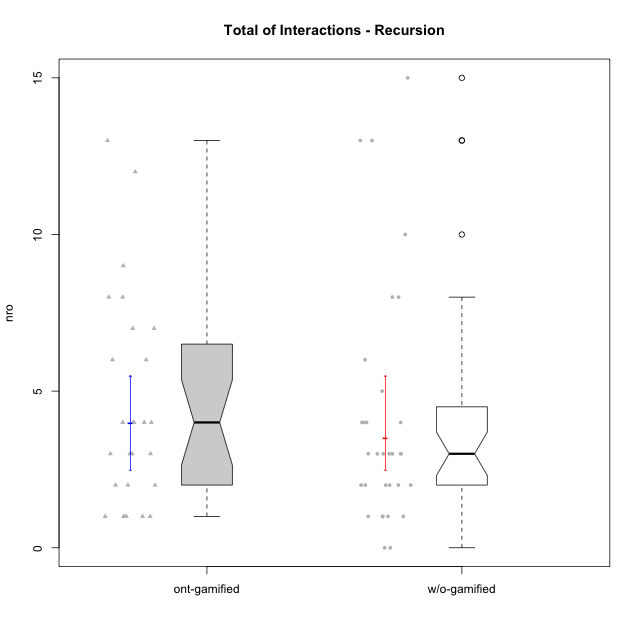 Total of Interactions - Recursion
15
10
5
0
nro
ont-gamified
w/o-gamified